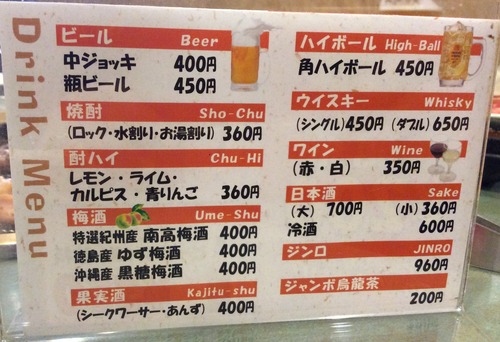 Drink Menu
ビール Beer
中ジョッキ 400円
瓶ビール 450円
焼酎 Sho-Chu
(ロック・水割り・お湯割り) 360円
酎ハイ Chu-Hi
レモン・ライム・
カルピス・青りんご 360円
梅酒 Ume-Shu
特選紀州産 南高梅酒 400円
徳島産 ゆず梅酒 400円
沖縄産 黒糖梅酒 400円
果実酒 Kajitu-shu
(シークワーサー・あんず) 400円
ハイボール High-Ball
角ハイボール 450円
ウイスキー Whisky
(シングル)450円 (ダブル)650円
ワイン Wine
(赤・白) 350円
日本酒 Sake
(大) 700円 (小)360円
冷酒 600円
ジンロ JINRO
960円
ジャンボ烏龍茶
200円